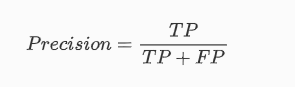 Precision = TP / TP + FP